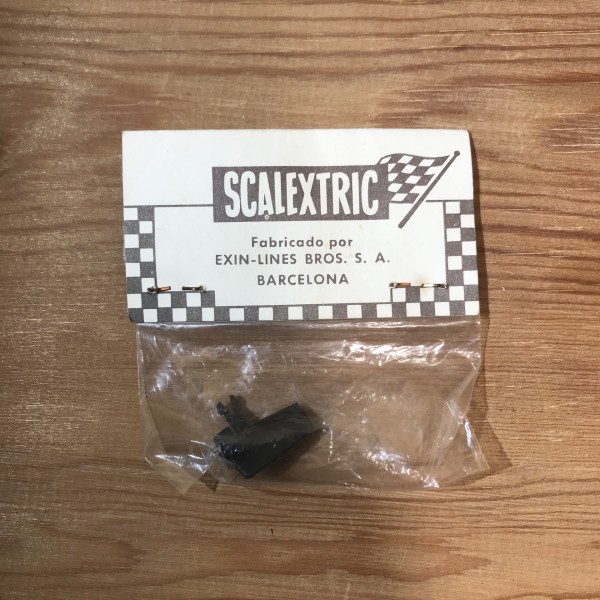 SCALEXTRIC
Fabricado por
EXIN-LINES BROS. S. A.
BARCELONA